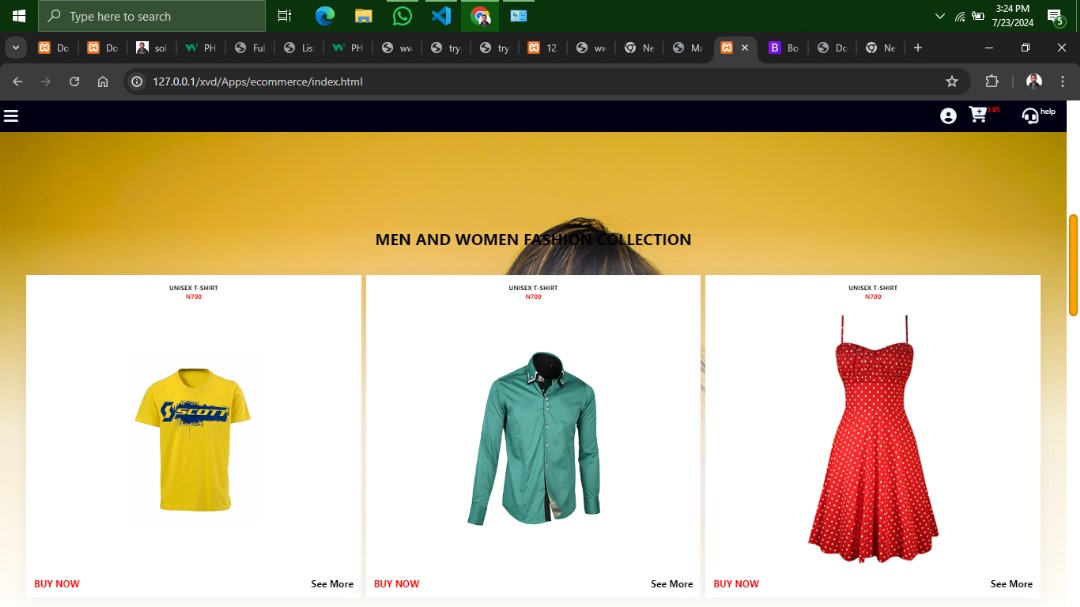 Type here to search
3:24 PM
7/23/2024
5
Do
Do
sol
PH
Ful
Lis
PH
ww
try
try
12
ww
Ne
Ma
Bo
Do
Ne
127.0.0.1/xvd/Apps/ecommerce/index.html
145
help
MEN AND WOMEN FASHION COLLECTION
UNISEX T-SHIRT
N700
UNISEX T-SHIRT
N700
UNISEX T-SHIRT
N700
SCOTT
BUY NOW
See More
BUY NOW
See More
BUY NOW
See More